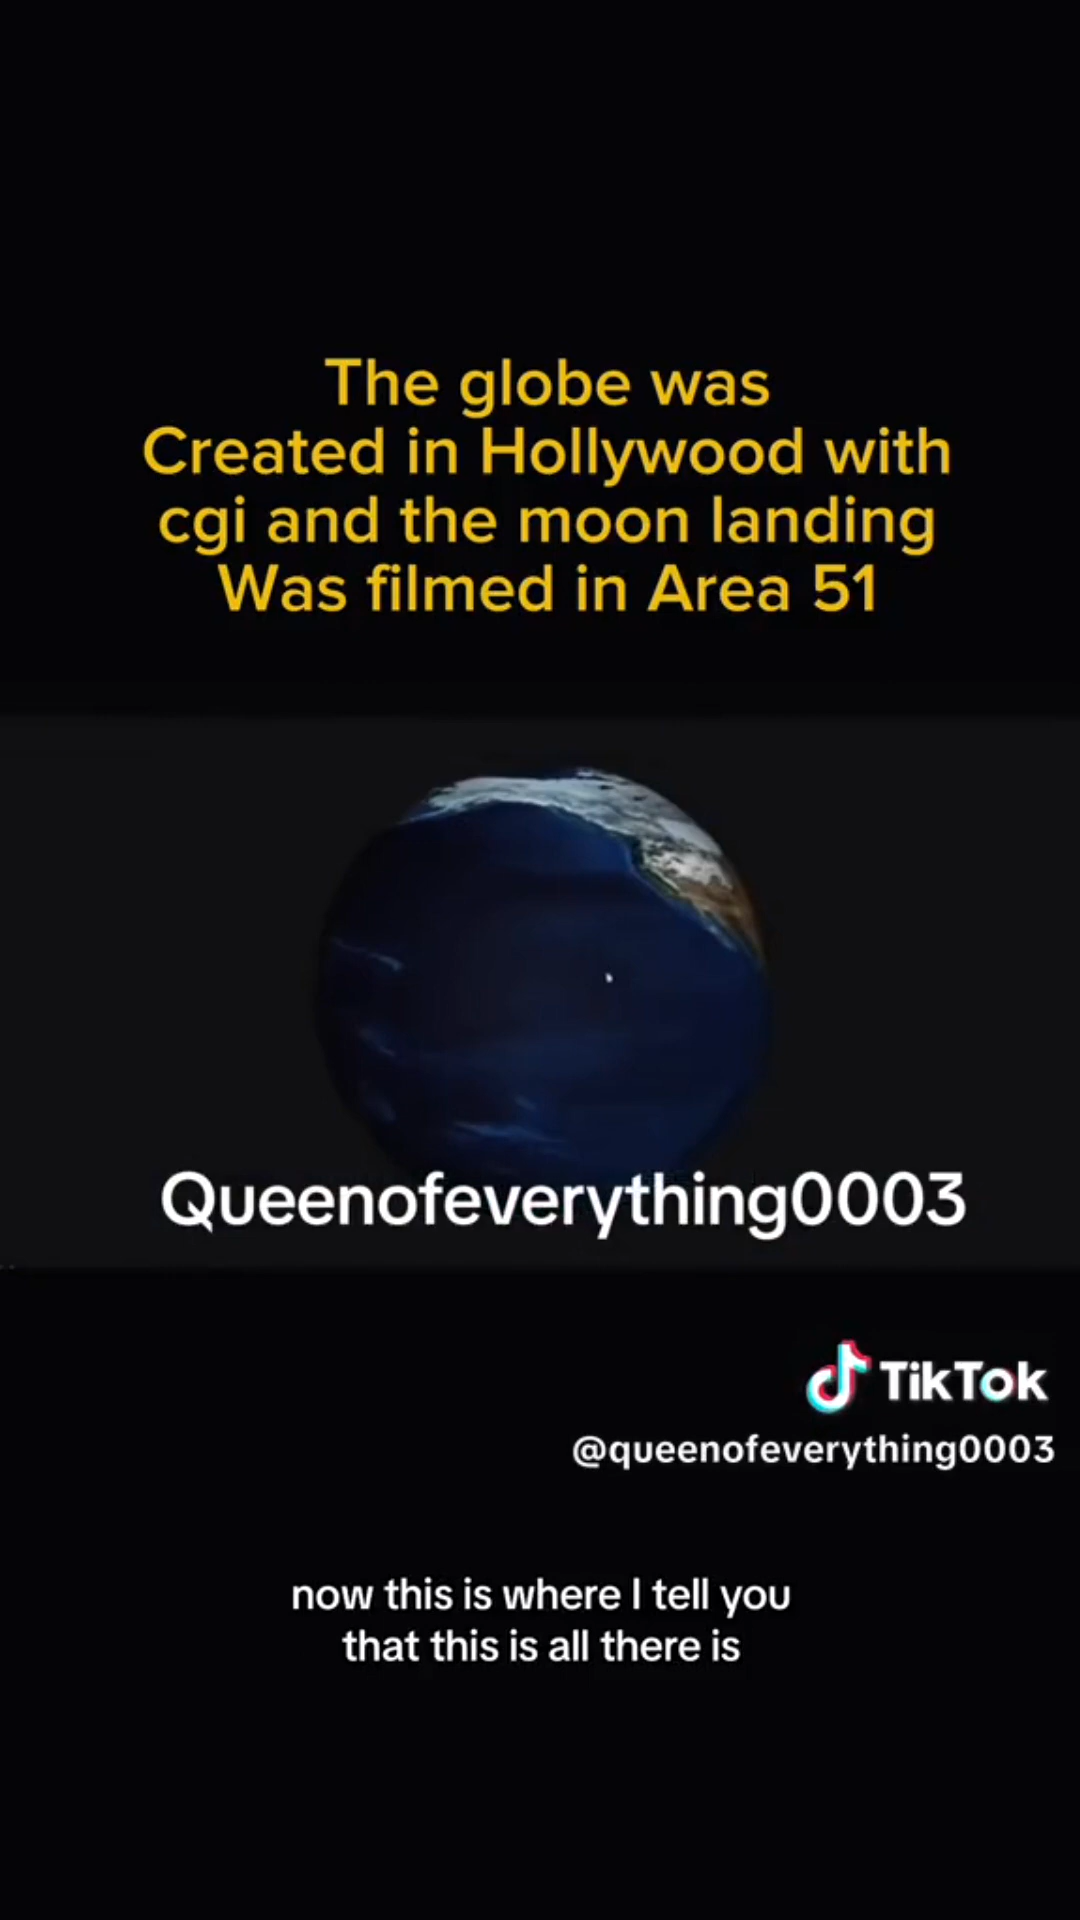 The globe was
Created in Hollywood with
cgi and the moon landing
Was filmed in Area 51
Queenofeverything0003
TikTok
@queenofeverything0003
now this is where I tell you
that this is all there is